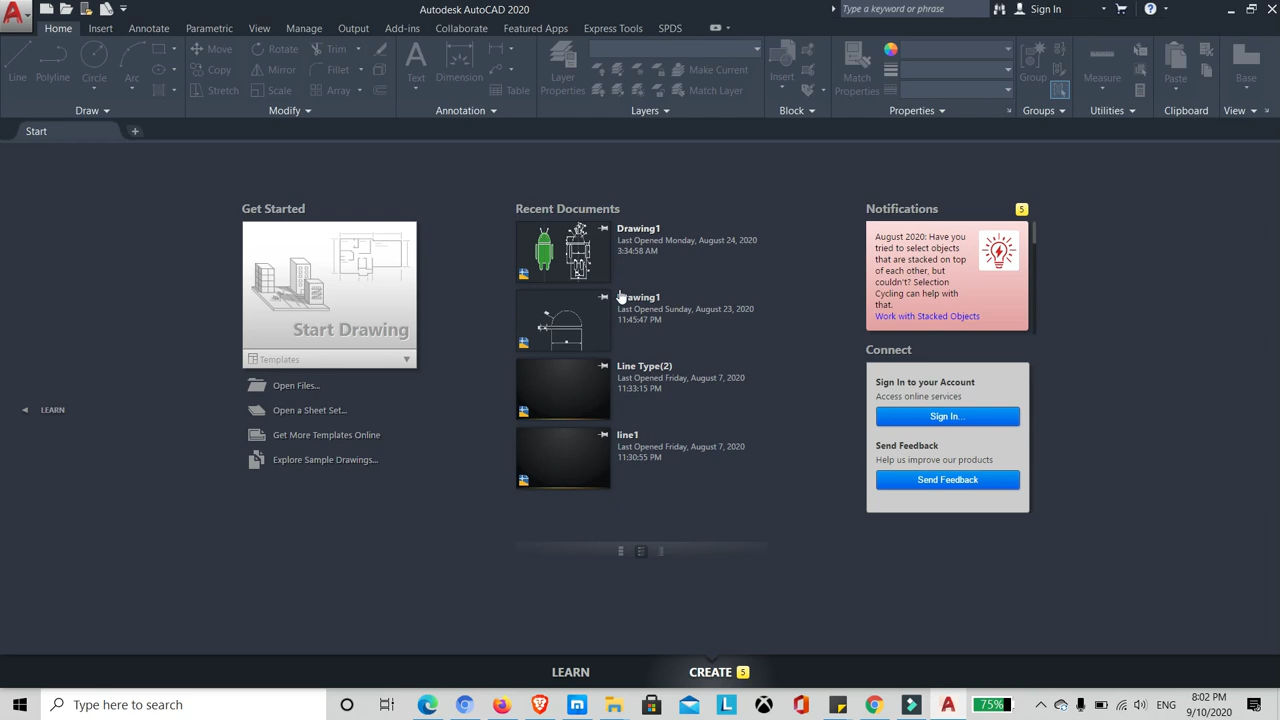 Autodesk AutoCAD 2020
Type a keyword or phrase
Sign In
Home Insert Annotate Parametric View Manage Output Add-ins Collaborate Express Tools Featured Apps SPDS
Line Polyline Circle Arc
Move Rotate Trim
Copy Mirror Fillet
Stretch Scale Array
Text Dimension
Table
Layer Properties
Make Current
Match Layer
Insert
Match Properties
Group
Measure
Paste
Base
Draw Modify Annotation Layers Block Properties Groups Utilities Clipboard View
Start
Get Started
Start Drawing
Templates
Open Files...
Open a Sheet Set...
Get More Templates Online
Explore Sample Drawings...
LEARN
Recent Documents
Drawing1
Last Opened Monday, August 24, 2020
3:34:58 AM
awing1
Last Opened Sunday, August 23, 2020
11:45:47 PM
Line Type(2)
Last Opened Friday, August 7, 2020
11:33:15 PM
line1
Last Opened Friday, August 7, 2020
11:30:55 PM
Notifications 5
August 2020: Have you
tried to select objects
that are stacked on top
of each other, but
couldn't? Selection
Cycling can help with
that.
Work with Stacked Objects
Connect
Sign In to your Account
Access online services
Sign In...
Send Feedback
Help us improve our products
Send Feedback
LEARN CREATE 5
Type here to search
75%
ENG
8:02 PM
9/10/2020